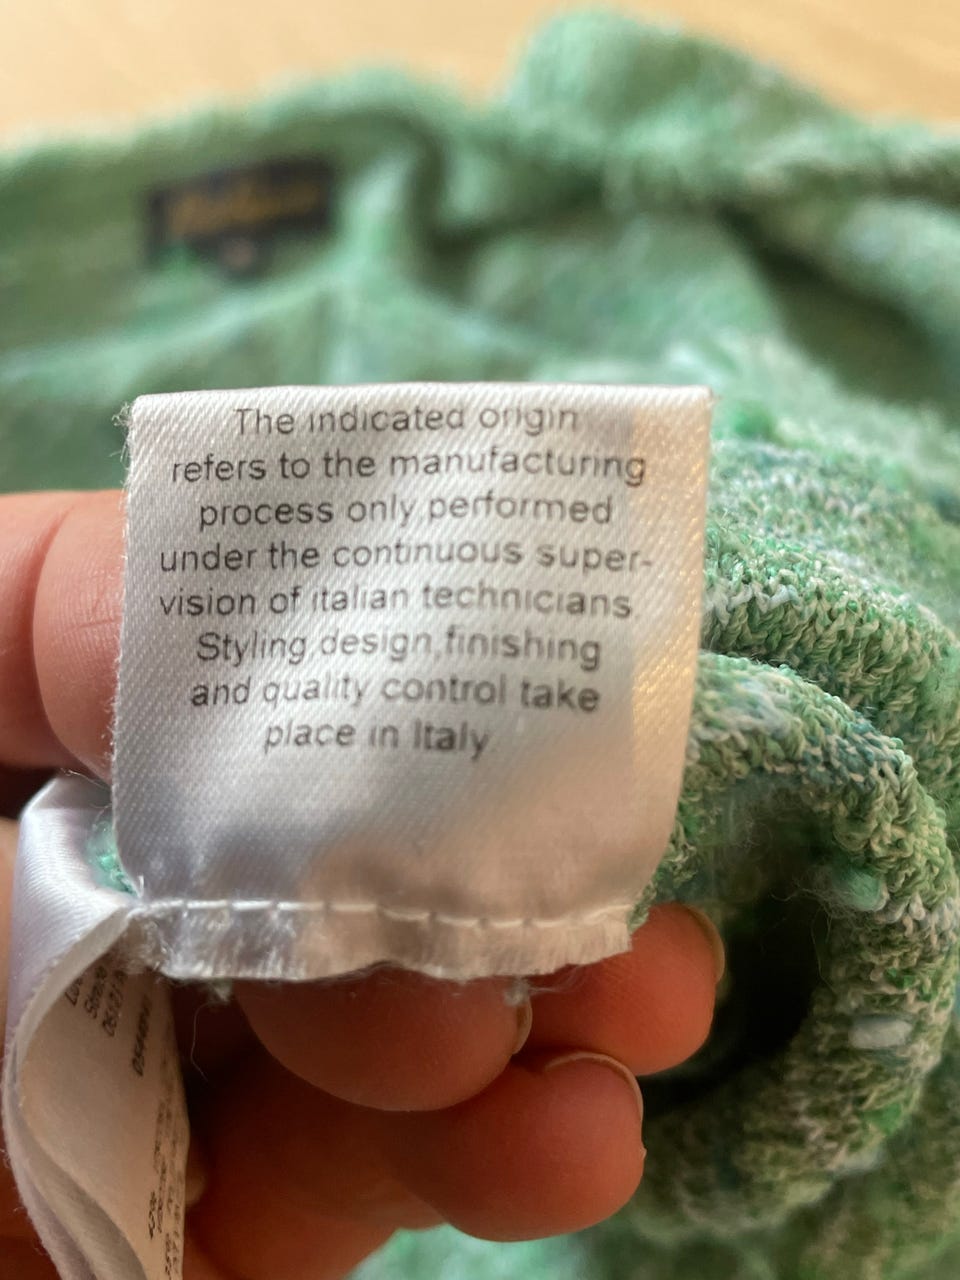 The indicated origin
refers to the manufacturing
process only performed
under the continuous super-
vision of italian technicians.
Styling,design,finishing
and quality control take
place in Italy